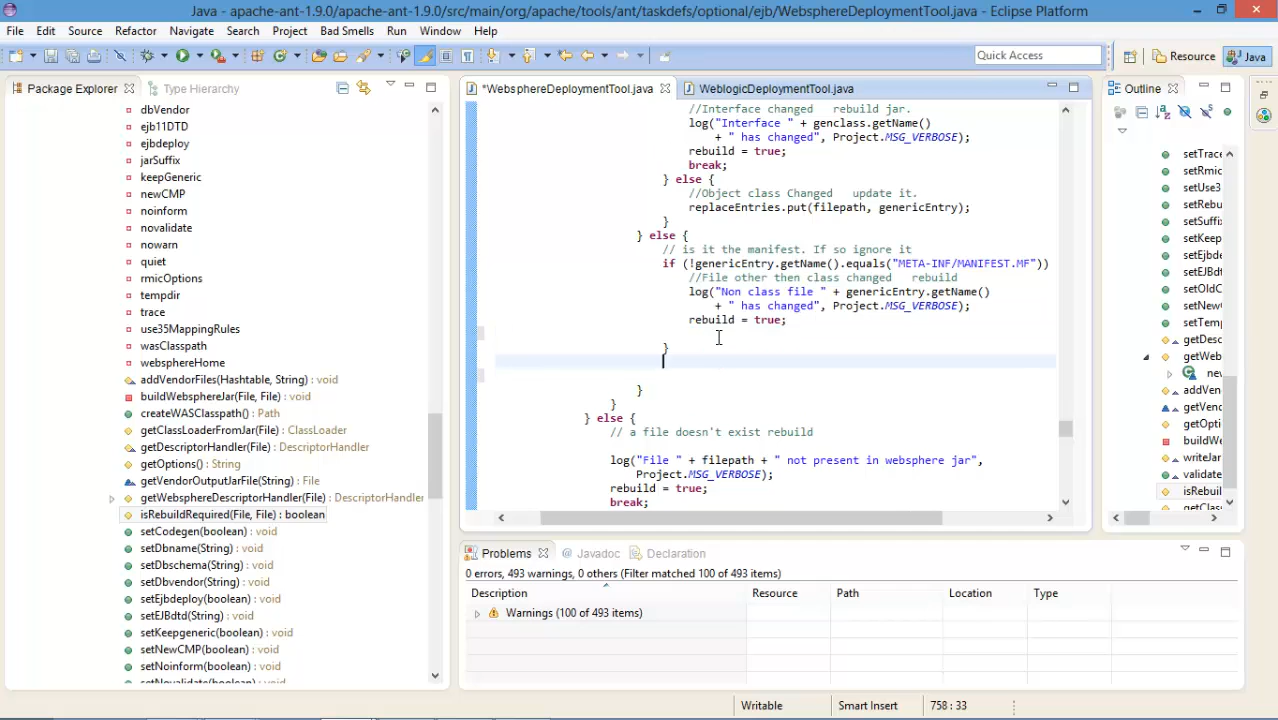 Java - apache-ant-1.9.0/apache-ant-1.9.0/src/main/org/apache/tools/ant/taskdefs/optional/ejb/WebsphereDeploymentTool.java - Eclipse Platform
File Edit Source Refactor Navigate Search Project Bad Smells Run Window Help
Quick Access
Resource
Java
Package Explorer
Type Hierarchy
dbVendor
ejb11DTD
ejbdeploy
jarSuffix
keepGeneric
newCMP
noinform
novalidate
nowarn
quiet
rmicOptions
tempdir
trace
use35MappingRules
wasClasspath
websphereHome
addVendorFiles(Hashtable, String) : void
buildWebsphereJar(File, File) : void
createWASClasspath() : Path
getClassLoaderFromJar(File) : ClassLoader
getDescriptorHandler(File) : DescriptorHandler
getOptions() : String
getVendorOutputJarFile(String) : File
getWebsphereDescriptorHandler(File) : DescriptorHandler
isRebuildRequired(File, File) : boolean
setCodegen(boolean) : void
setDbname(String) : void
setDbschema(String) : void
setDbvendor(String) : void
setEjbdeploy(boolean) : void
setEJBdtd(String) : void
setKeepgeneric(boolean) : void
setNewCMP(boolean) : void
setNoinform(boolean) : void
setNovalidate(boolean) : void
*WebsphereDeploymentTool.java
WeblogicDeploymentTool.java
//Interface changed   rebuild jar.
log("Interface " + genclass.getName()
+ " has changed", Project.MSG_VERBOSE);
rebuild = true;
break;
} else {
//Object class Changed   update it.
replaceEntries.put(filepath, genericEntry);
}
} else {
// is it the manifest. If so ignore it
if (!genericEntry.getName().equals("META-INF/MANIFEST.MF"))
//File other then class changed   rebuild
log("Non class file " + genericEntry.getName()
+ " has changed", Project.MSG_VERBOSE);
rebuild = true;
}
}
}
} else {
// a file doesn't exist rebuild
log("File " + filepath + " not present in websphere jar",
Project.MSG_VERBOSE);
rebuild = true;
break;
Outline
setTrac
setRmic
setUse3
setRebu
setSuffix
setKeep
setEJBd
setOldC
setNew
setTemp
getDesc
getWeb
nev
addVen
getVenc
getOpti
buildWe
writeJar
validate
isRebuil
getClass
Problems
Javadoc
Declaration
0 errors, 493 warnings, 0 others (Filter matched 100 of 493 items)
Description Resource Path Location Type
Warnings (100 of 493 items)
Writable
Smart Insert
758 : 33